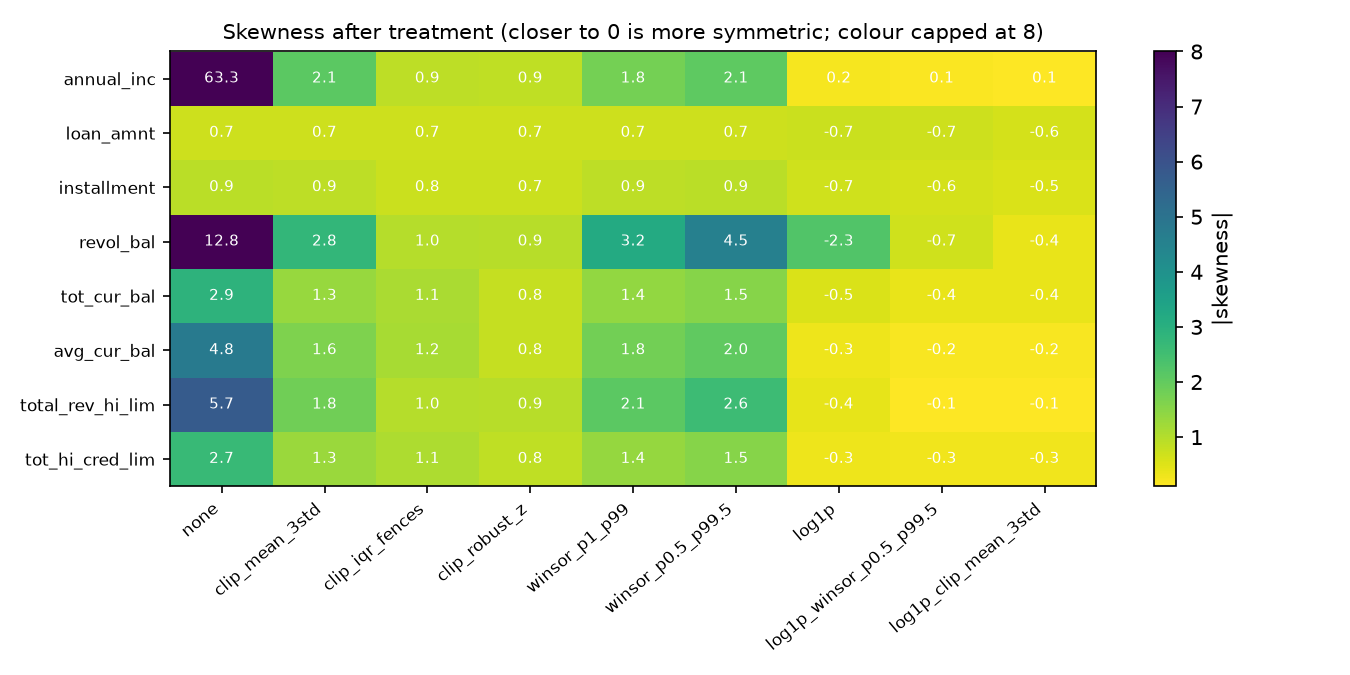 Skewness after treatment (closer to 0 is more symmetric; colour capped at 8)
annual_inc 63.3 2.1 0.9 0.9 1.8 2.1 0.2 0.1 0.1
loan_amnt 0.7 0.7 0.7 0.7 0.7 0.7 -0.7 -0.7 -0.6
installment 0.9 0.9 0.8 0.7 0.9 0.9 -0.7 -0.6 -0.5
revol_bal 12.8 2.8 1.0 0.9 3.2 4.5 -2.3 -0.7 -0.4
tot_cur_bal 2.9 1.3 1.1 0.8 1.4 1.5 -0.5 -0.4 -0.4
avg_cur_bal 4.8 1.6 1.2 0.8 1.8 2.0 -0.3 -0.2 -0.2
total_rev_hi_lim 5.7 1.8 1.0 0.9 2.1 2.6 -0.4 -0.1 -0.1
tot_hi_cred_lim 2.7 1.3 1.1 0.8 1.4 1.5 -0.3 -0.3 -0.3
none
clip_mean_3std
clip_iqr_fences
clip_robust_z
winsor_p1_p99
winsor_p0.5_p99.5
log1p
log1p_winsor_p0.5_p99.5
log1p_clip_mean_3std
8
7
6
5
4
3
2
1
|skewness|